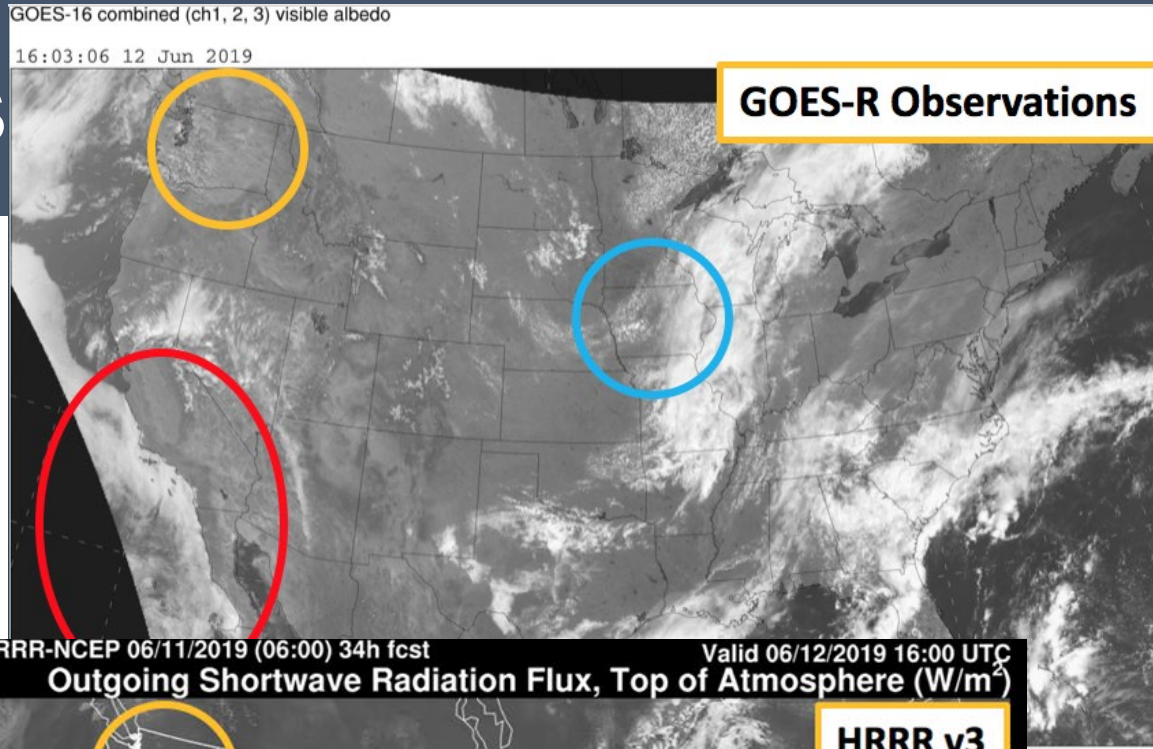 GOES-16 combined (ch1, 2, 3) visible albedo
16:03:06 12 Jun 2019
GOES-R Observations
RRR-NCEP 06/11/2019 (06:00) 34h fcst
Valid 06/12/2019 16:00 UTC
Outgoing Shortwave Radiation Flux, Top of Atmosphere (W/m²)
HRRR v3